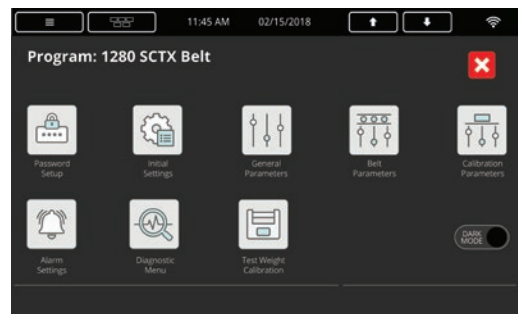 11:45 AM 02/15/2018
Program: 1280 SCTX Belt
Password
Setup
Initial
Settings
General
Parameters
Belt
Parameters
Calibration
Parameters
Alarm
Settings
Diagnostic
Menu
Test Weight
Calibration
DARK
MODE